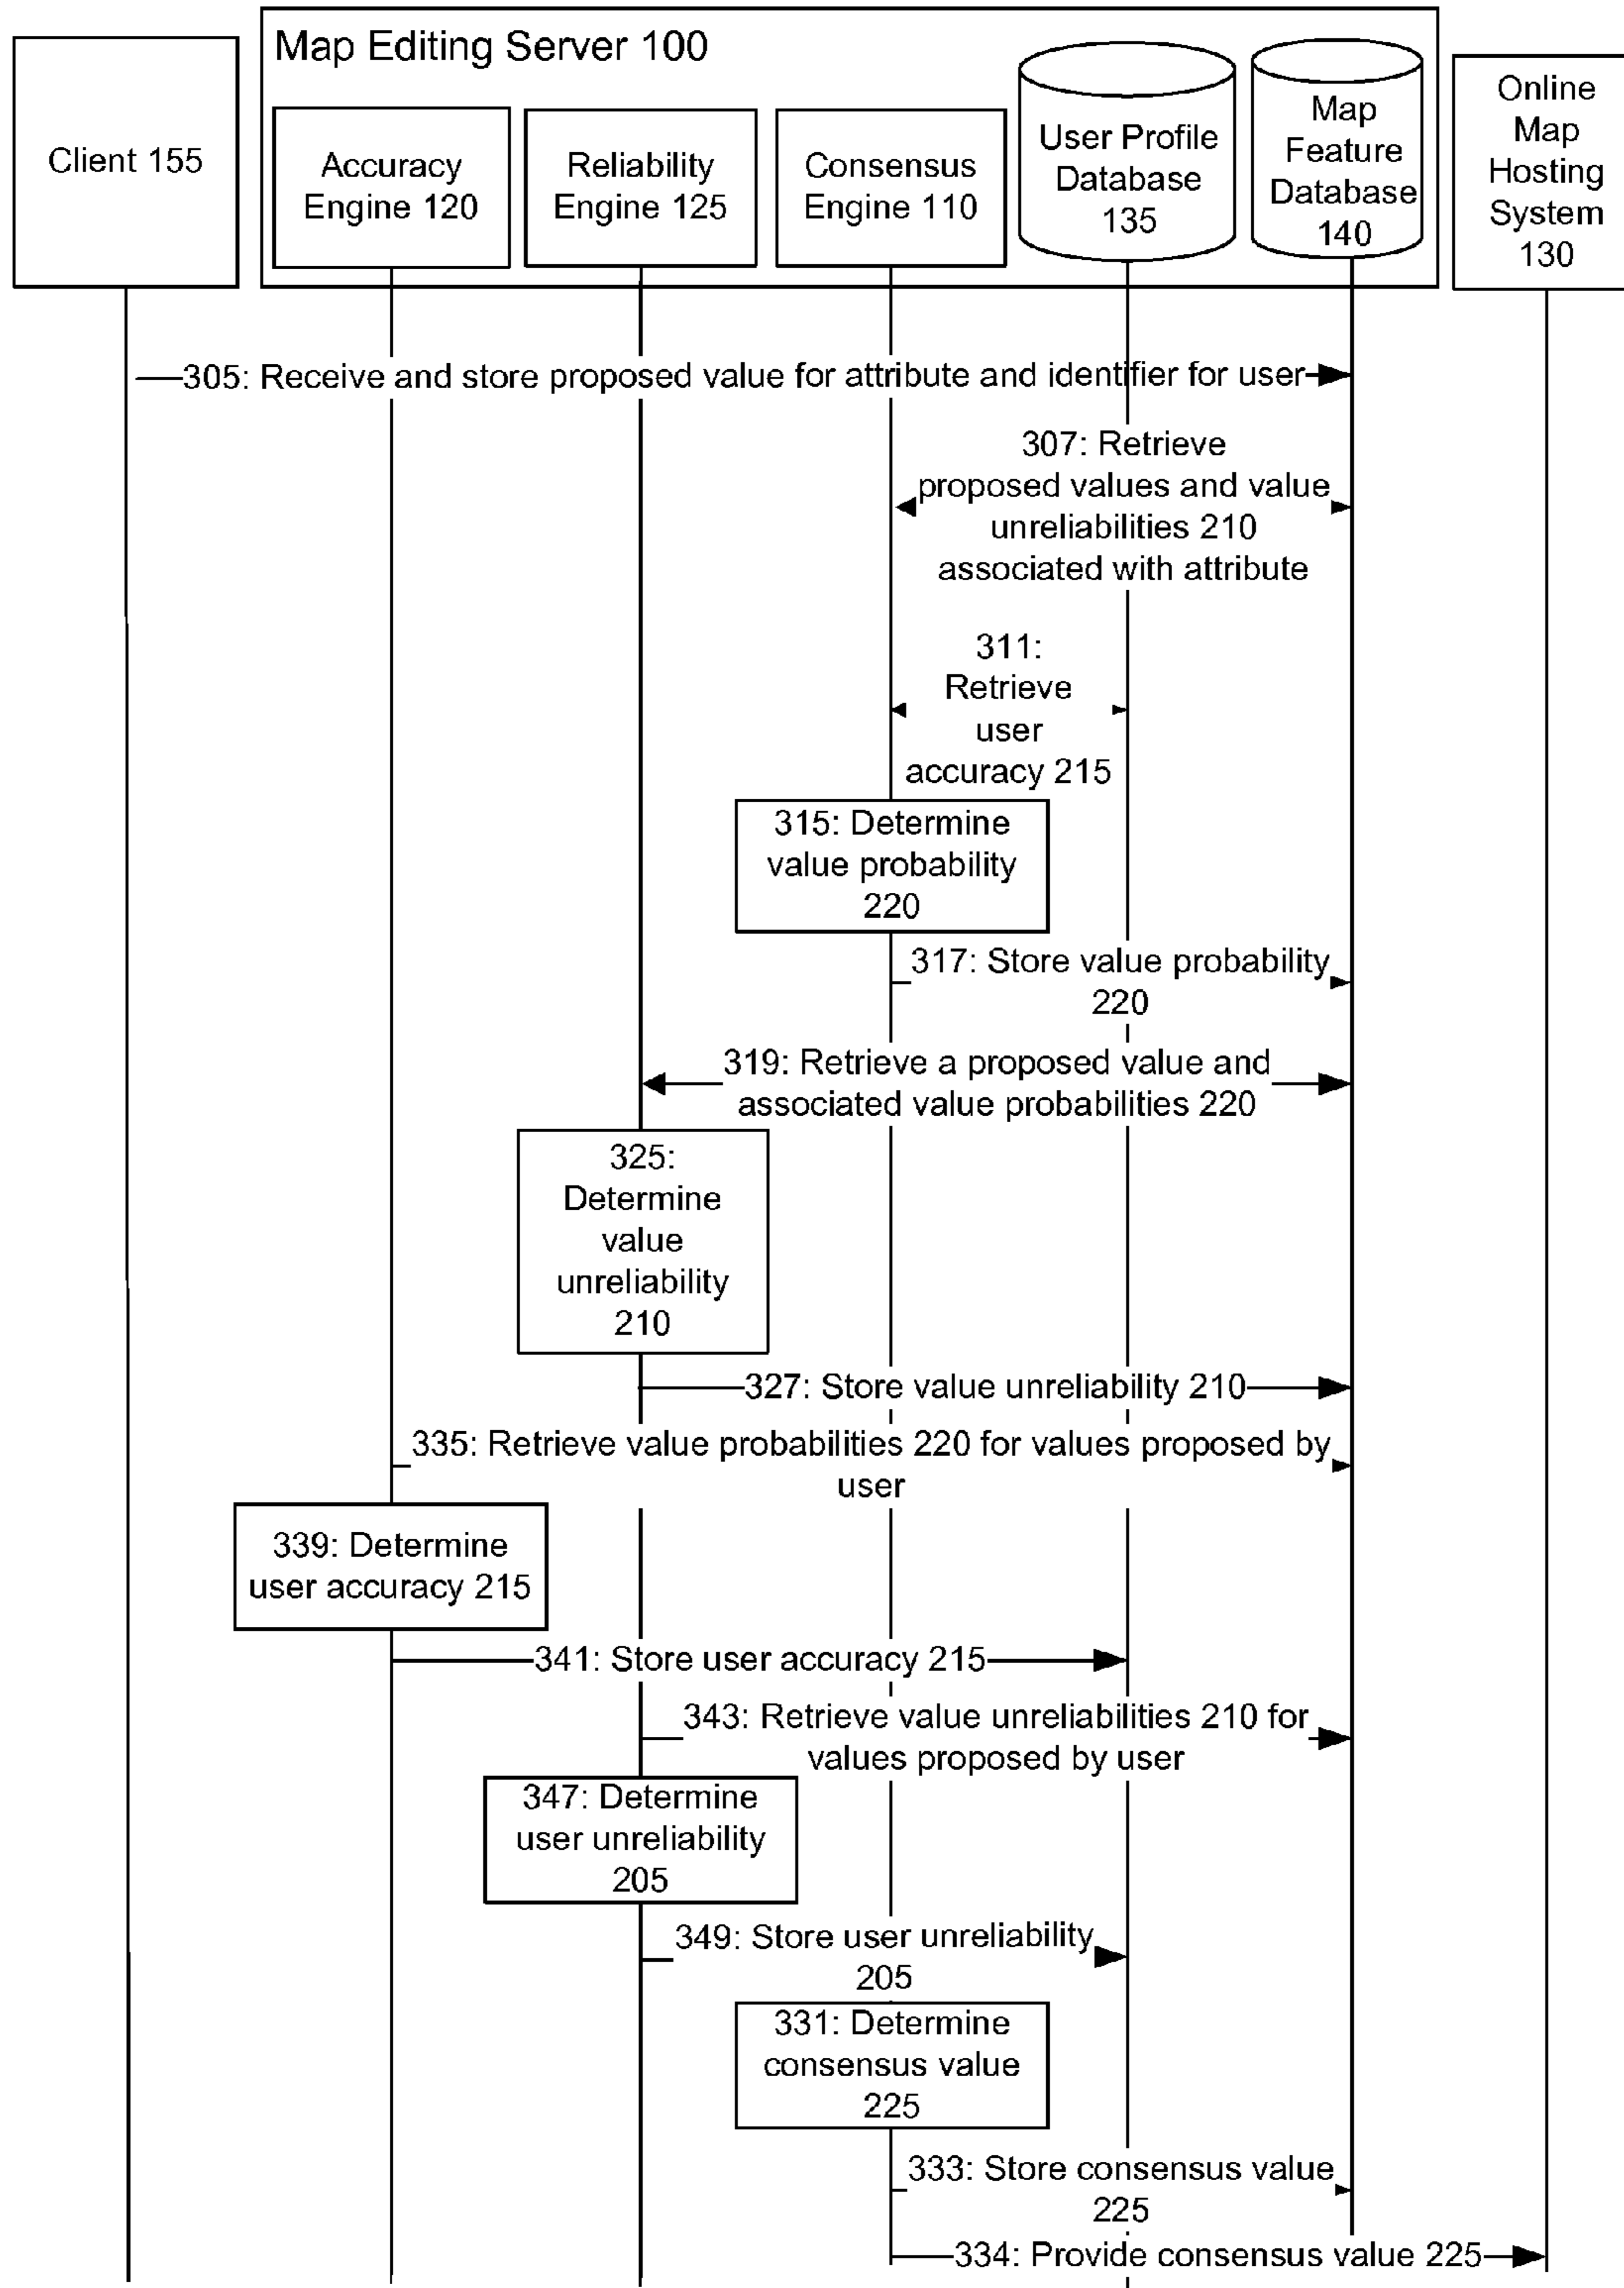 Map Editing Server 100
Client 155
Accuracy
Engine 120
Reliability
Engine 125
Consensus
Engine 110
User Profile
Database
135
Map
Feature
Database
140
Online
Map
Hosting
System
130
305: Receive and store proposed value for attribute and identifier for user
307: Retrieve
proposed values and value
unreliabilities 210
associated with attribute
311:
Retrieve
user
accuracy 215
315: Determine
value probability
220
317: Store value probability
220
319: Retrieve a proposed value and
associated value probabilities 220
325:
Determine
value
unreliability
210
327: Store value unreliability 210
335: Retrieve value probabilities 220 for values proposed by
user
339: Determine
user accuracy 215
341: Store user accuracy 215
343: Retrieve value unreliabilities 210 for
values proposed by user
347: Determine
user unreliability
205
349: Store user unreliability
205
331: Determine
consensus value
225
333: Store consensus value
225
334: Provide consensus value 225